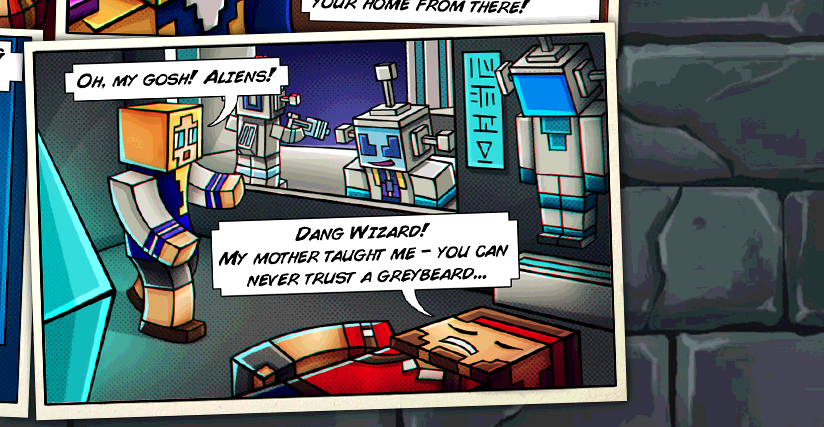 YOUR HOME FROM THERE!
OH, MY GOSH! ALIENS!
DANG WIZARD!
MY MOTHER TAUGHT ME – YOU CAN
NEVER TRUST A GREYBEARD...